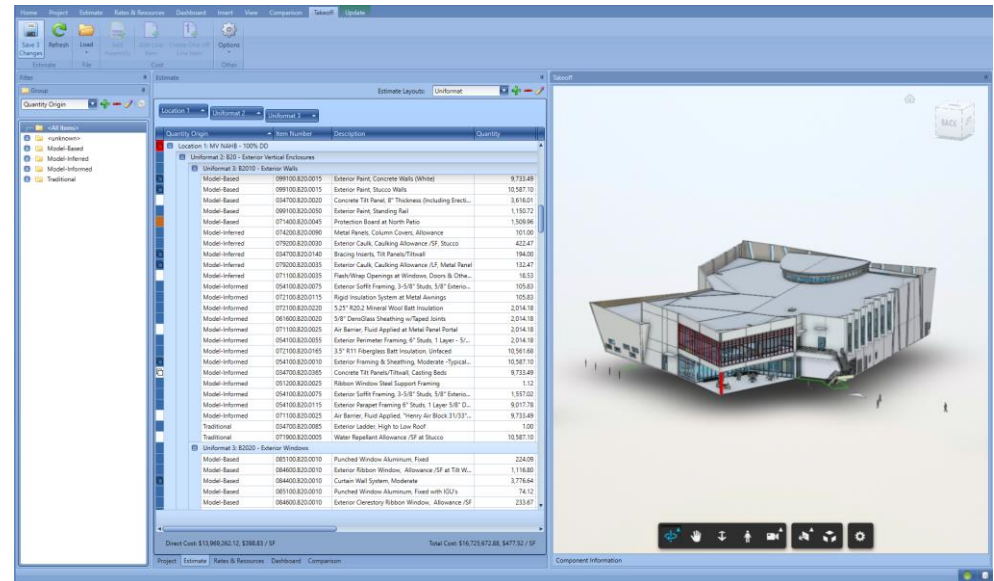 Home Project Estimate Rates & Resources Dashboard Insert View Comparison Takeoff Update
Save 3 Changes Refresh Load Options
Estimate File Cost Other
Filter Estimate Takeoff
Group
Estimate Layouts: Uniformat
Quantity Origin
Location 1 Uniformat 2 Uniformat 3
<All Items>
<unknown>
Model-Based
Model-Inferred
Model-Informed
Traditional
BACK
Quantity Origin Item Number Description Quantity
Location 1: MV NAHB - 100% DD
Uniformat 2: B20 - Exterior Vertical Enclosures
Uniformat 3: B2010 - Exterior Walls
Model-Based 099100.820.0015 Exterior Paint, Concrete Walls (White) 9,733.49
Model-Based 099100.820.0015 Exterior Paint, Stucco Walls 10,587.10
Model-Based 034700.820.0020 Concrete Tilt Panel, 8" Thickness (Including Erecti... 3,616.01
Model-Based 099100.820.0050 Exterior Paint, Standing Rail 1,150.72
Model-Based 071400.820.0045 Protection Board at North Patio 1,509.96
Model-Inferred 074200.820.0090 Metal Panels, Column Covers, Allowance 101.00
Model-Inferred 079200.820.0030 Exterior Caulk, Caulking Allowance /SF, Stucco 422.47
Model-Inferred 034700.820.0140 Bracing Inserts, Tilt Panels/Tiltwall 194.00
Model-Inferred 079200.820.0035 Exterior Caulk, Caulking Allowance /LF, Metal Panel 132.47
Model-Informed 071100.820.0035 Flash/Wrap Openings at Windows, Doors & Othe... 18.53
Model-Informed 054100.820.0075 Exterior Soffit Framing, 3-5/8" Studs, 5/8" Exterio... 105.83
Model-Informed 072100.820.0115 Rigid Insulation System at Metal Awnings 105.83
Model-Informed 072100.820.0220 5.25" R20.2 Mineral Wool Batt Insulation 2,014.18
Model-Informed 061600.820.0020 5/8" DensGlass Sheathing w/Taped Joints 2,014.18
Model-Informed 071100.820.0025 Air Barrier, Fluid Applied at Metal Panel Portal 2,014.18
Model-Informed 054100.820.0055 Exterior Perimeter Framing, 6" Studs, 1 Layer - 5/... 2,014.18
Model-Informed 072100.820.0165 3.5" R11 Fiberglass Batt Insulation, Unfaced 10,561.68
Model-Informed 054100.820.0010 Exterior Framing & Sheathing, Moderate -Typical... 10,587.10
Model-Informed 034700.820.0365 Concrete Tilt Panels/Tiltwall, Casting Beds 9,733.49
Model-Informed 051200.820.0025 Ribbon Window Steel Support Framing 1.12
Model-Informed 054100.820.0075 Exterior Soffit Framing, 3-5/8" Studs, 5/8" Exterio... 1,557.02
Model-Informed 054100.820.0115 Exterior Parapet Framing 6" Studs, 1 Layer 5/8" D... 9,017.78
Model-Informed 071100.820.0025 Air Barrier, Fluid Applied, "Henry Air Block 31/33"... 9,733.49
Traditional 034700.820.0085 Exterior Ladder, High to Low Roof 1.00
Traditional 071900.820.0005 Water Repellant Allowance /SF at Stucco 10,587.10
Uniformat 3: B2020 - Exterior Windows
Model-Based 085100.820.0010 Punched Window Aluminum, Fixed 224.09
Model-Based 084600.820.0010 Exterior Ribbon Window, Allowance /SF at Tilt W... 1,116.80
Model-Based 084400.820.0010 Curtain Wall System, Moderate 3,776.64
Model-Based 085100.820.0010 Punched Window Aluminum, Fixed with IGU's 74.12
Model-Based 084600.820.0010 Exterior Clerestory Ribbon Window, Allowance /SF 233.67
Direct Cost: $13,969,262.12, $398.83 / SF Total Cost: $16,725,672.88, $477.52 / SF
Project Estimate Rates & Resources Dashboard Comparison
Component Information